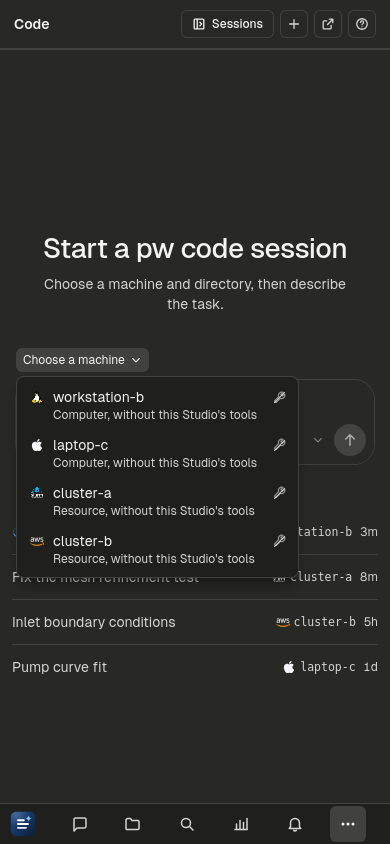 Code
Sessions
Start a pw code session
Choose a machine and directory, then describe
the task.
Choose a machine
workstation-b
Computer, without this Studio's tools
laptop-c
Computer, without this Studio's tools
cluster-a
Resource, without this Studio's tools
aws
cluster-b
Resource, without this Studio's tools
tation-b 3m
Fix the mesh refinement test
cluster-a 8m
Inlet boundary conditions
aws cluster-b 5h
Pump curve fit
laptop-c 1d